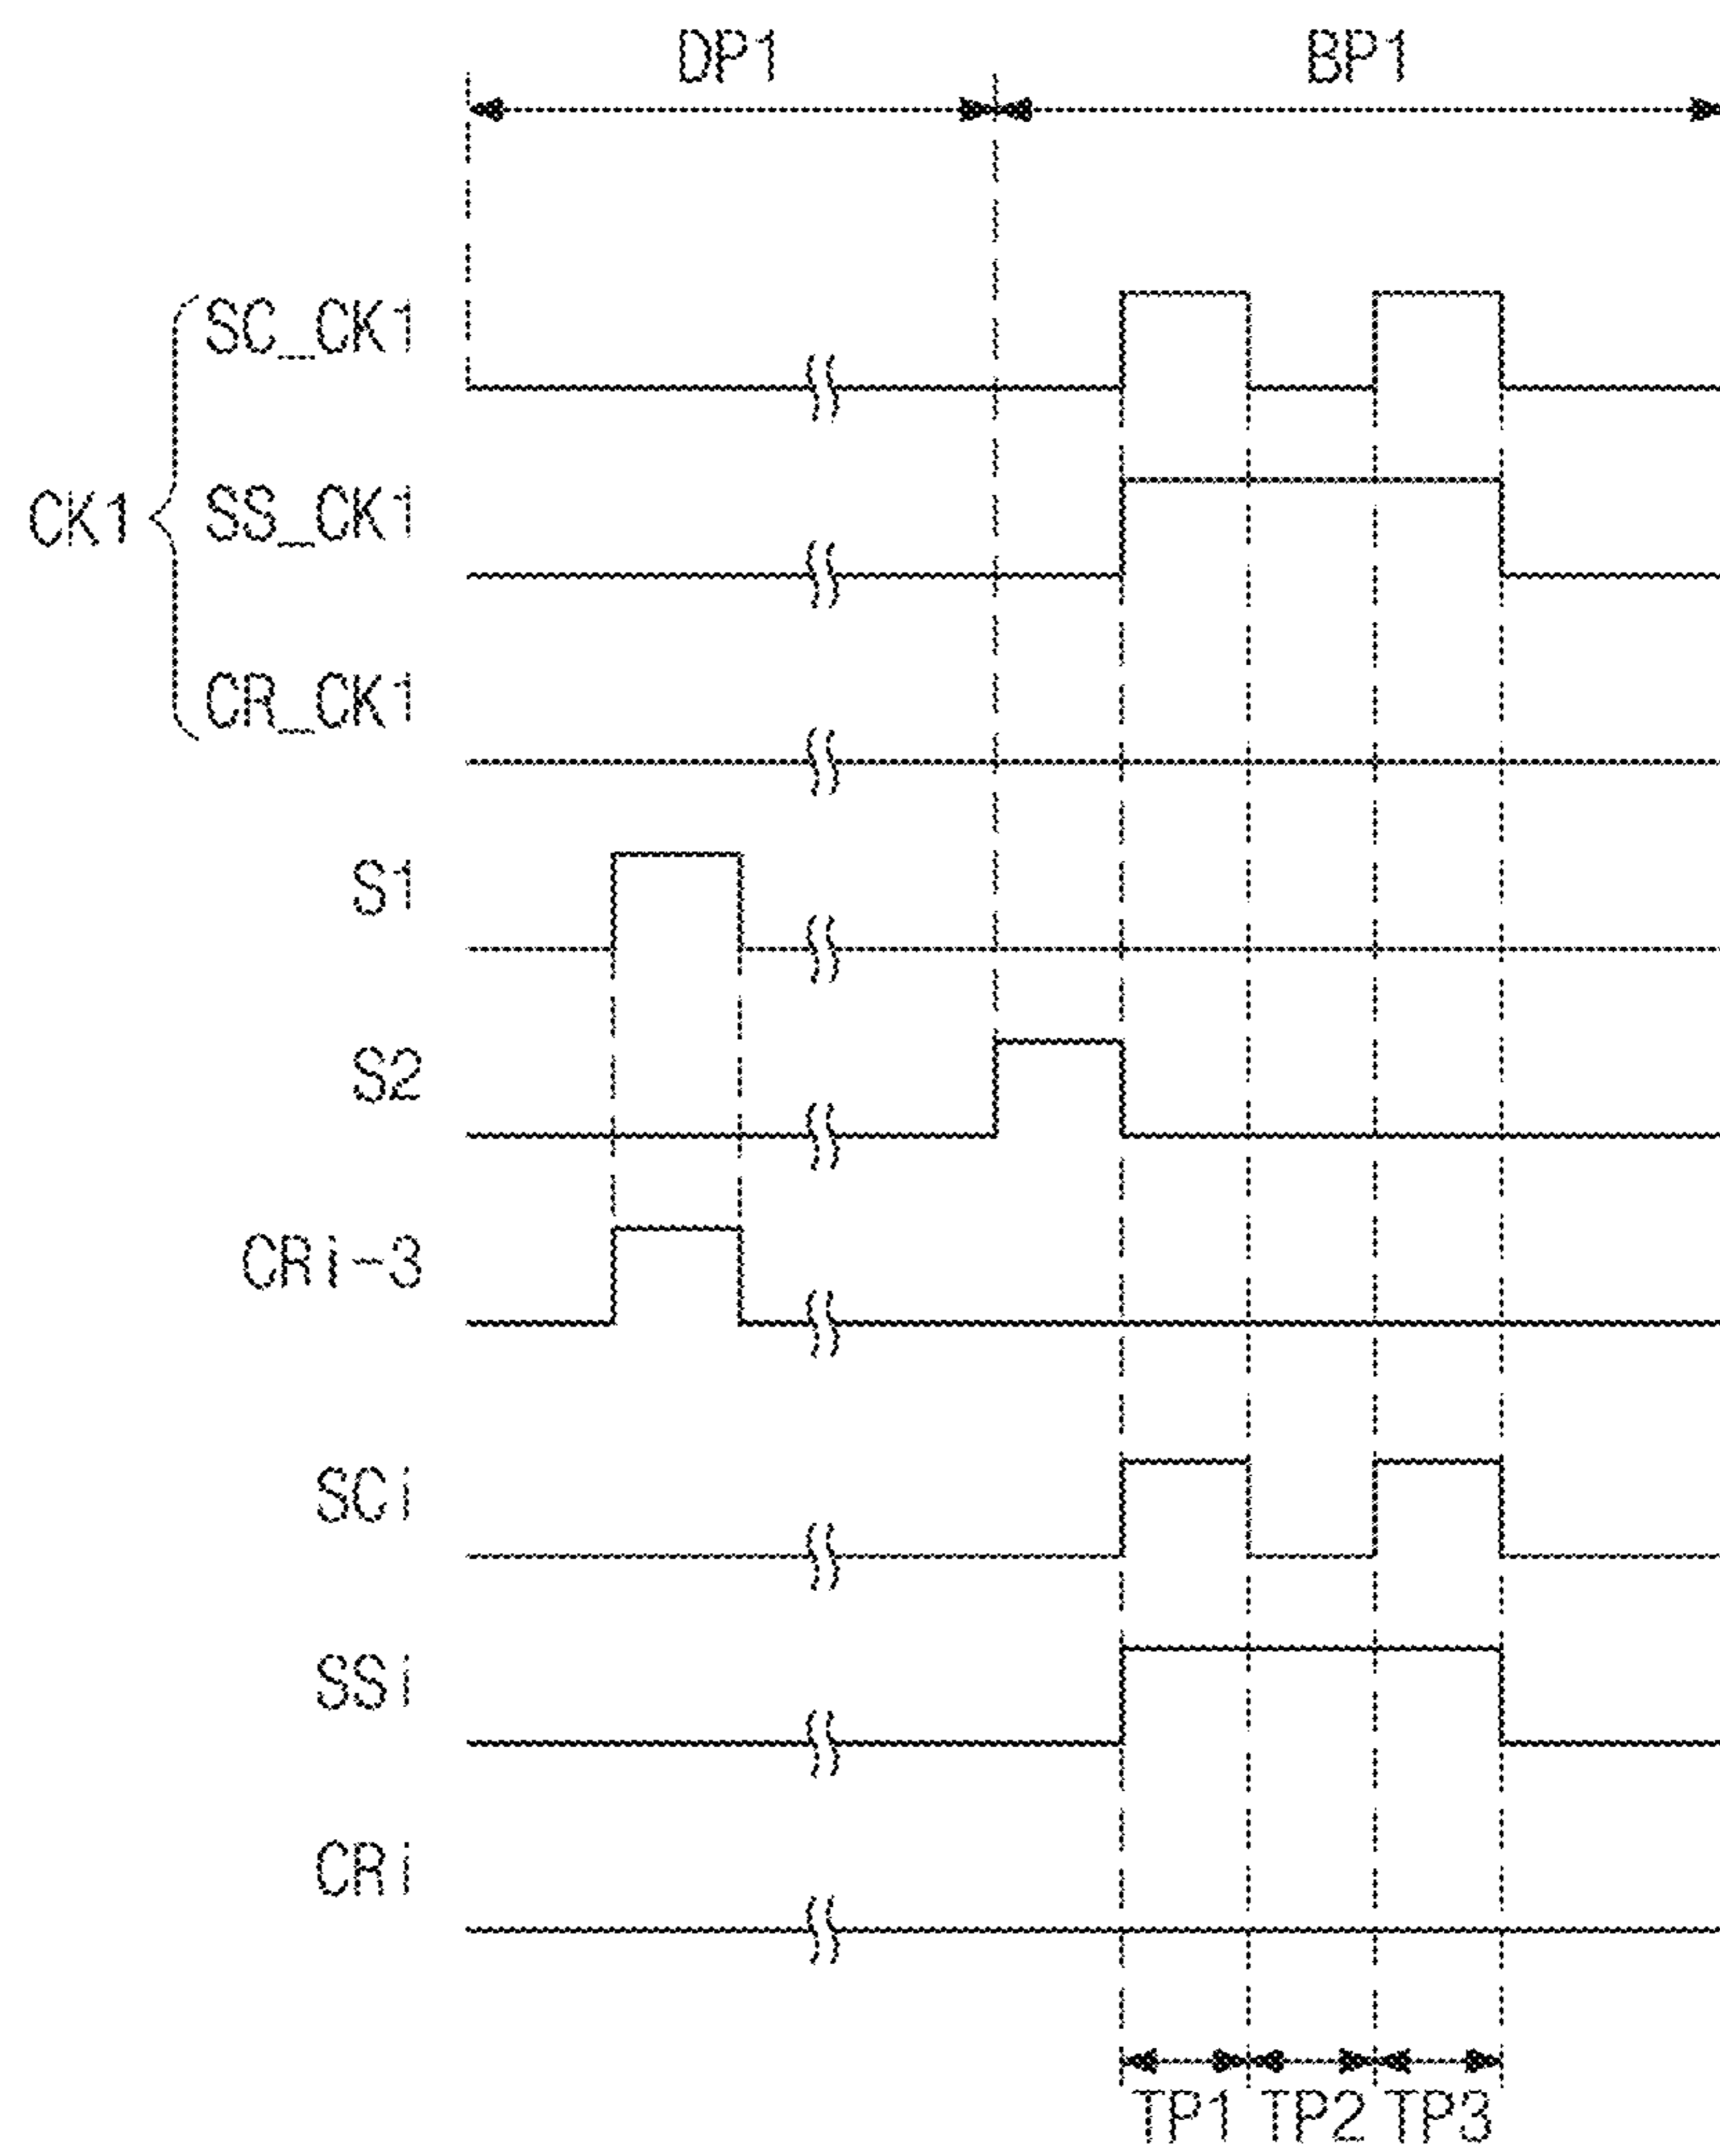 DP1 BP1
SC_CK1
CK1 SS_CK1
CR_CK1
S1
S2
CRi-3
SCi
SSi
CRi
TP1 TP2 TP3